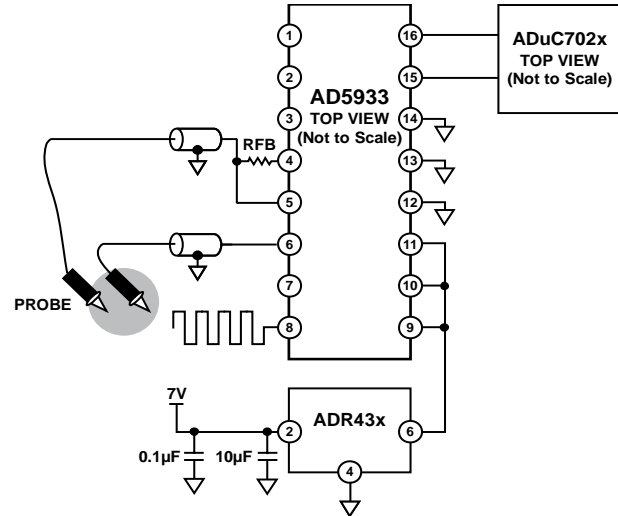 1
2
3
4
5
6
7
8
16
15
14
13
12
11
10
9
AD5933
TOP VIEW
(Not to Scale)
ADuC702x
TOP VIEW
(Not to Scale)
RFB
PROBE
7V
0.1µF
10µF
2
ADR43x
6
4